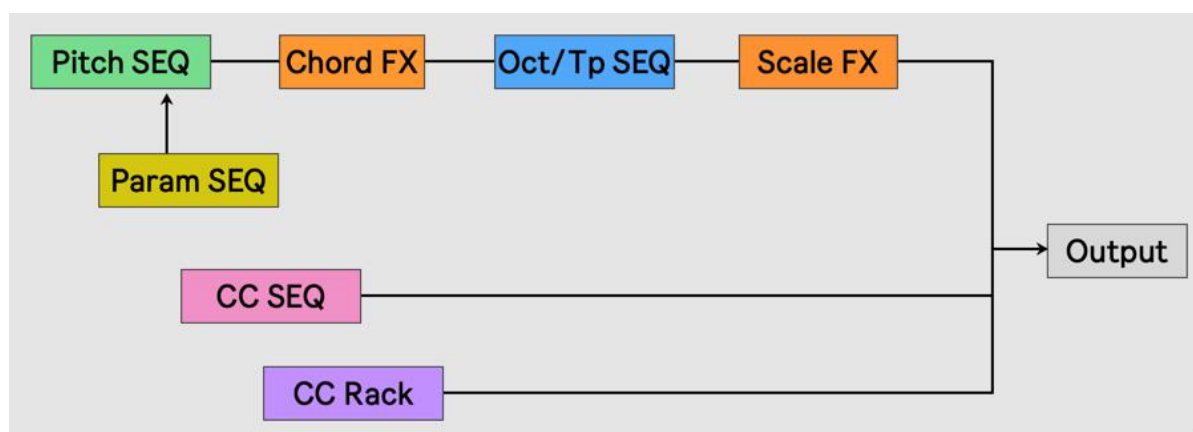 Pitch SEQ
Chord FX
Oct/Tp SEQ
Scale FX
Param SEQ
Output
CC SEQ
CC Rack